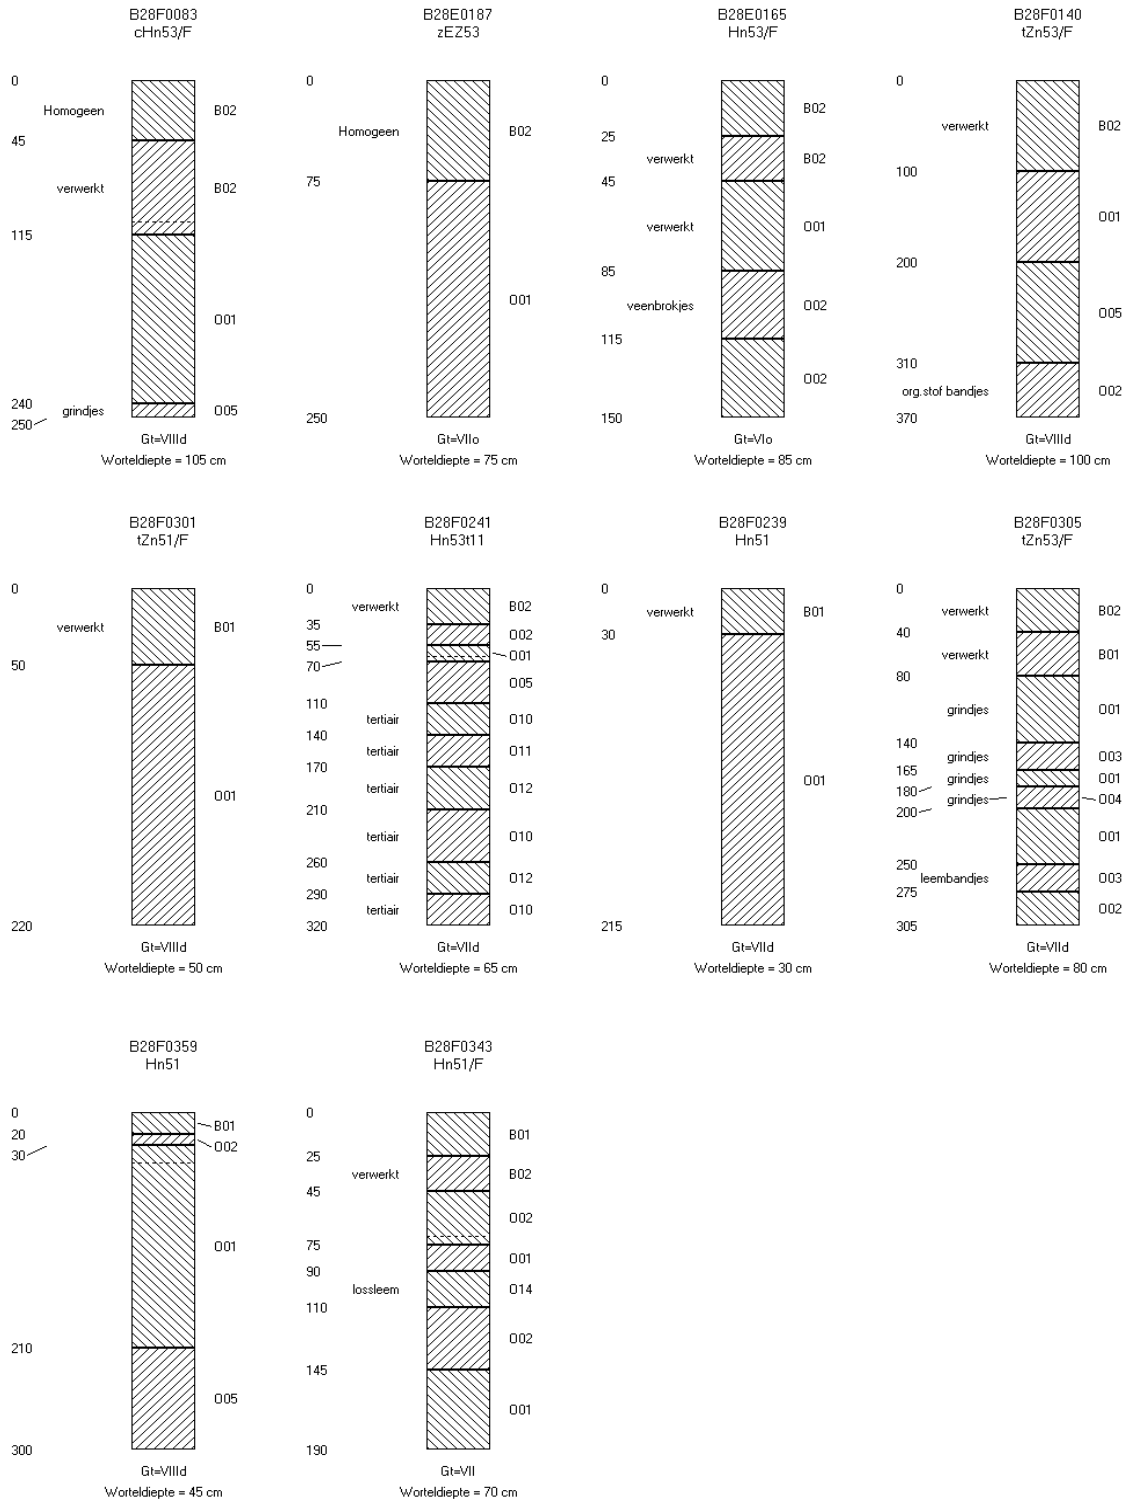 B28F0083
cHn53/F
0
Homogeen
B02
45
verwerkt
B02
115
O01
240
grindjes
O05
250
Gt=VIIId
Worteldiepte = 105 cm
B28E0187
zEZ53
0
Homogeen
B02
75
O01
250
Gt=VIIo
Worteldiepte = 75 cm
B28E0165
Hn53/F
0
B02
25
verwerkt
B02
45
verwerkt
O01
85
veenbrokjes
O02
115
O02
150
Gt=VIo
Worteldiepte = 85 cm
B28F0140
tZn53/F
0
verwerkt
B02
100
O01
200
O05
310
org.stof bandjes
O02
370
Gt=VIIId
Worteldiepte = 100 cm
B28F0301
tZn51/F
0
verwerkt
B01
50
O01
220
Gt=VIIId
Worteldiepte = 50 cm
B28F0241
Hn53t11
0
verwerkt
B02
35
O02
55
O01
70
O05
110
tertiair
O10
140
tertiair
O11
170
tertiair
O12
210
tertiair
O10
260
tertiair
O12
290
tertiair
O10
320
Gt=VIId
Worteldiepte = 65 cm
B28F0239
Hn51
0
verwerkt
B01
30
O01
215
Gt=VIId
Worteldiepte = 30 cm
B28F0305
tZn53/F
0
verwerkt
B02
40
verwerkt
B01
80
grindjes
O01
140
grindjes
O03
165
grindjes
O01
180
grindjes
O04
200
O01
250
leembandjes
O03
275
O02
305
Gt=VIId
Worteldiepte = 80 cm
B28F0359
Hn51
0
B01
20
O02
30
O01
210
O05
300
Gt=VIIId
Worteldiepte = 45 cm
B28F0343
Hn51/F
0
B01
25
verwerkt
B02
45
O02
75
O01
90
lossleem
O14
110
O02
145
O01
190
Gt=VII
Worteldiepte = 70 cm